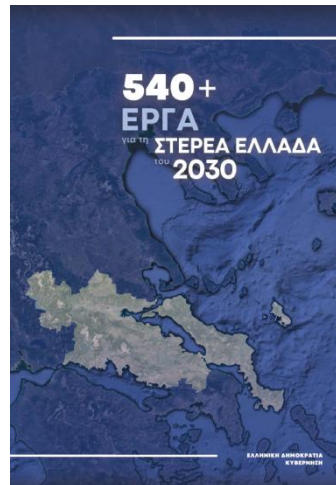 540+
ΕΡΓΑ
για τη ΣΤΕΡΕΑ ΕΛΛΑΔΑ
του 2030
ΕΛΛΗΝΙΚΗ ΔΗΜΟΚΡΑΤΙΑ
ΚΥΒΕΡΝΗΣΗ